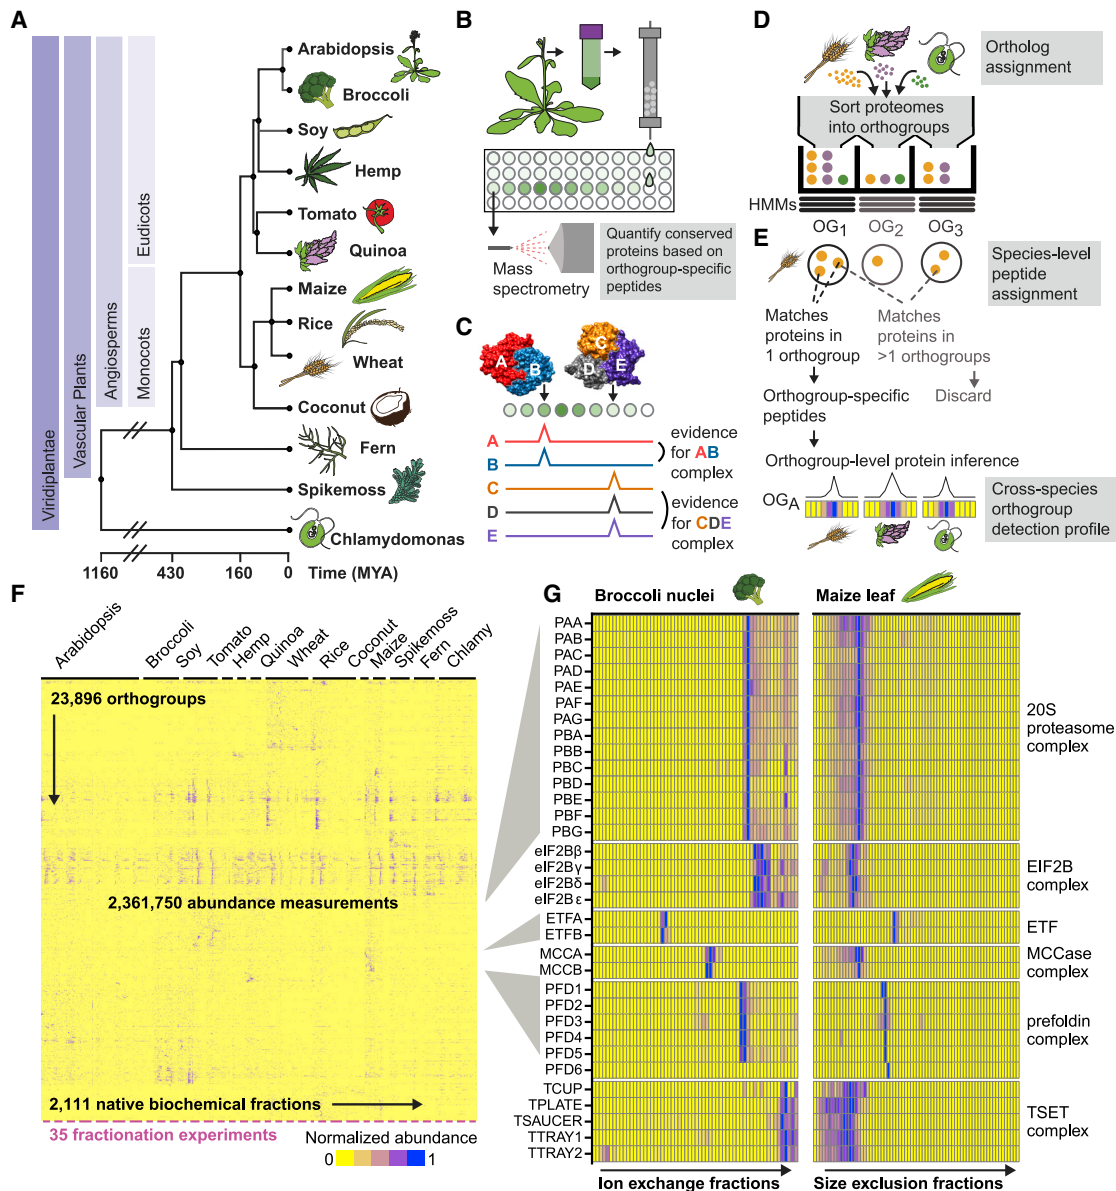 A
Viridiplantae
Vascular Plants
Angiosperms
Eudicots
Monocots
Arabidopsis
Broccoli
Soy
Hemp
Tomato
Quinoa
Maize
Rice
Wheat
Coconut
Fern
Spikemoss
Chlamydomonas
1160
430
160
0
Time (MYA)
B
Mass
spectrometry
Quantify conserved
proteins based on
orthogroup-specific
peptides
C
A
B
C
D
E
A
B
C
D
E
evidence
for AB
complex
evidence
for CDE
complex
D
Ortholog
assignment
Sort proteomes
into orthogroups
HMMs
OG1
OG2
OG3
E
Species-level
peptide
assignment
Matches
proteins in
1 orthogroup
Matches
proteins in
>1 orthogroups
Orthogroup-specific
peptides
Discard
Orthogroup-level protein inference
OGA
Cross-species
orthogroup
detection profile
F
Arabidopsis
Broccoli
Soy
Tomato
Hemp
Quinoa
Wheat
Rice
Coconut
Maize
Spikemoss
Fern
Chlamy
23,896 orthogroups
2,361,750 abundance measurements
2,111 native biochemical fractions
35 fractionation experiments
Normalized abundance
0
1
G
Broccoli nuclei
Maize leaf
PAA
PAB
PAC
PAD
PAE
PAF
PAG
PBA
PBB
PBC
PBD
PBE
PBF
PBG
20S
proteasome
complex
eIF2Bβ
eIF2Bγ
eIF2Bδ
eIF2Bε
EIF2B
complex
ETFA
ETFB
ETF
MCCA
MCCB
MCCase
complex
PFD1
PFD2
PFD3
PFD4
PFD5
PFD6
prefoldin
complex
TCUP
TPLATE
TSAUCER
TTRAY1
TTRAY2
TSET
complex
Ion exchange fractions
Size exclusion fractions